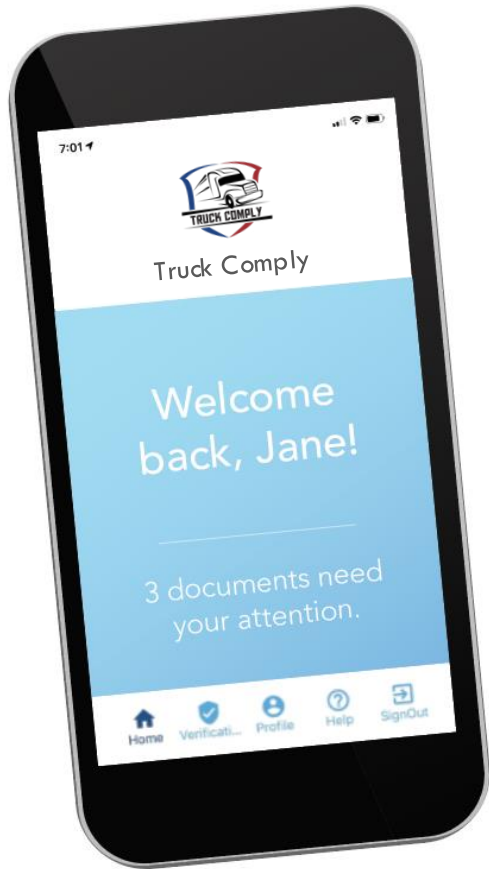 7:01
TRUCK COMPLY
Truck Comply
Welcome
back, Jane!
3 documents need
your attention.
Home
Verificati...
Profile
Help
SignOut